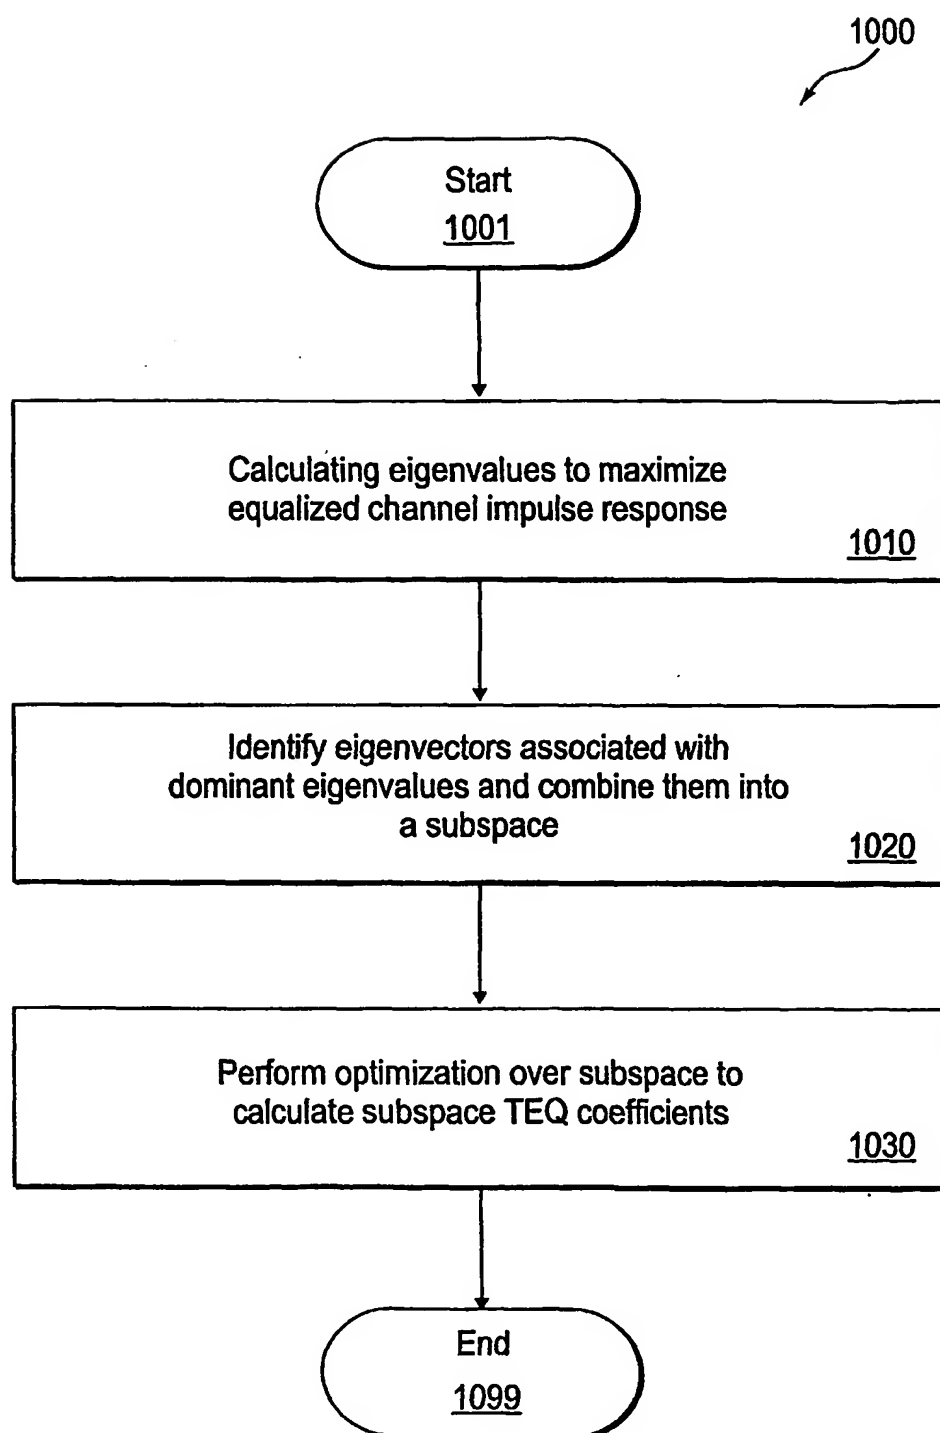 1000
Start
1001
Calculating eigenvalues to maximize
equalized channel impulse response
1010
Identify eigenvectors associated with
dominant eigenvalues and combine them into
a subspace
1020
Perform optimization over subspace to
calculate subspace TEQ coefficients
1030
End
1099